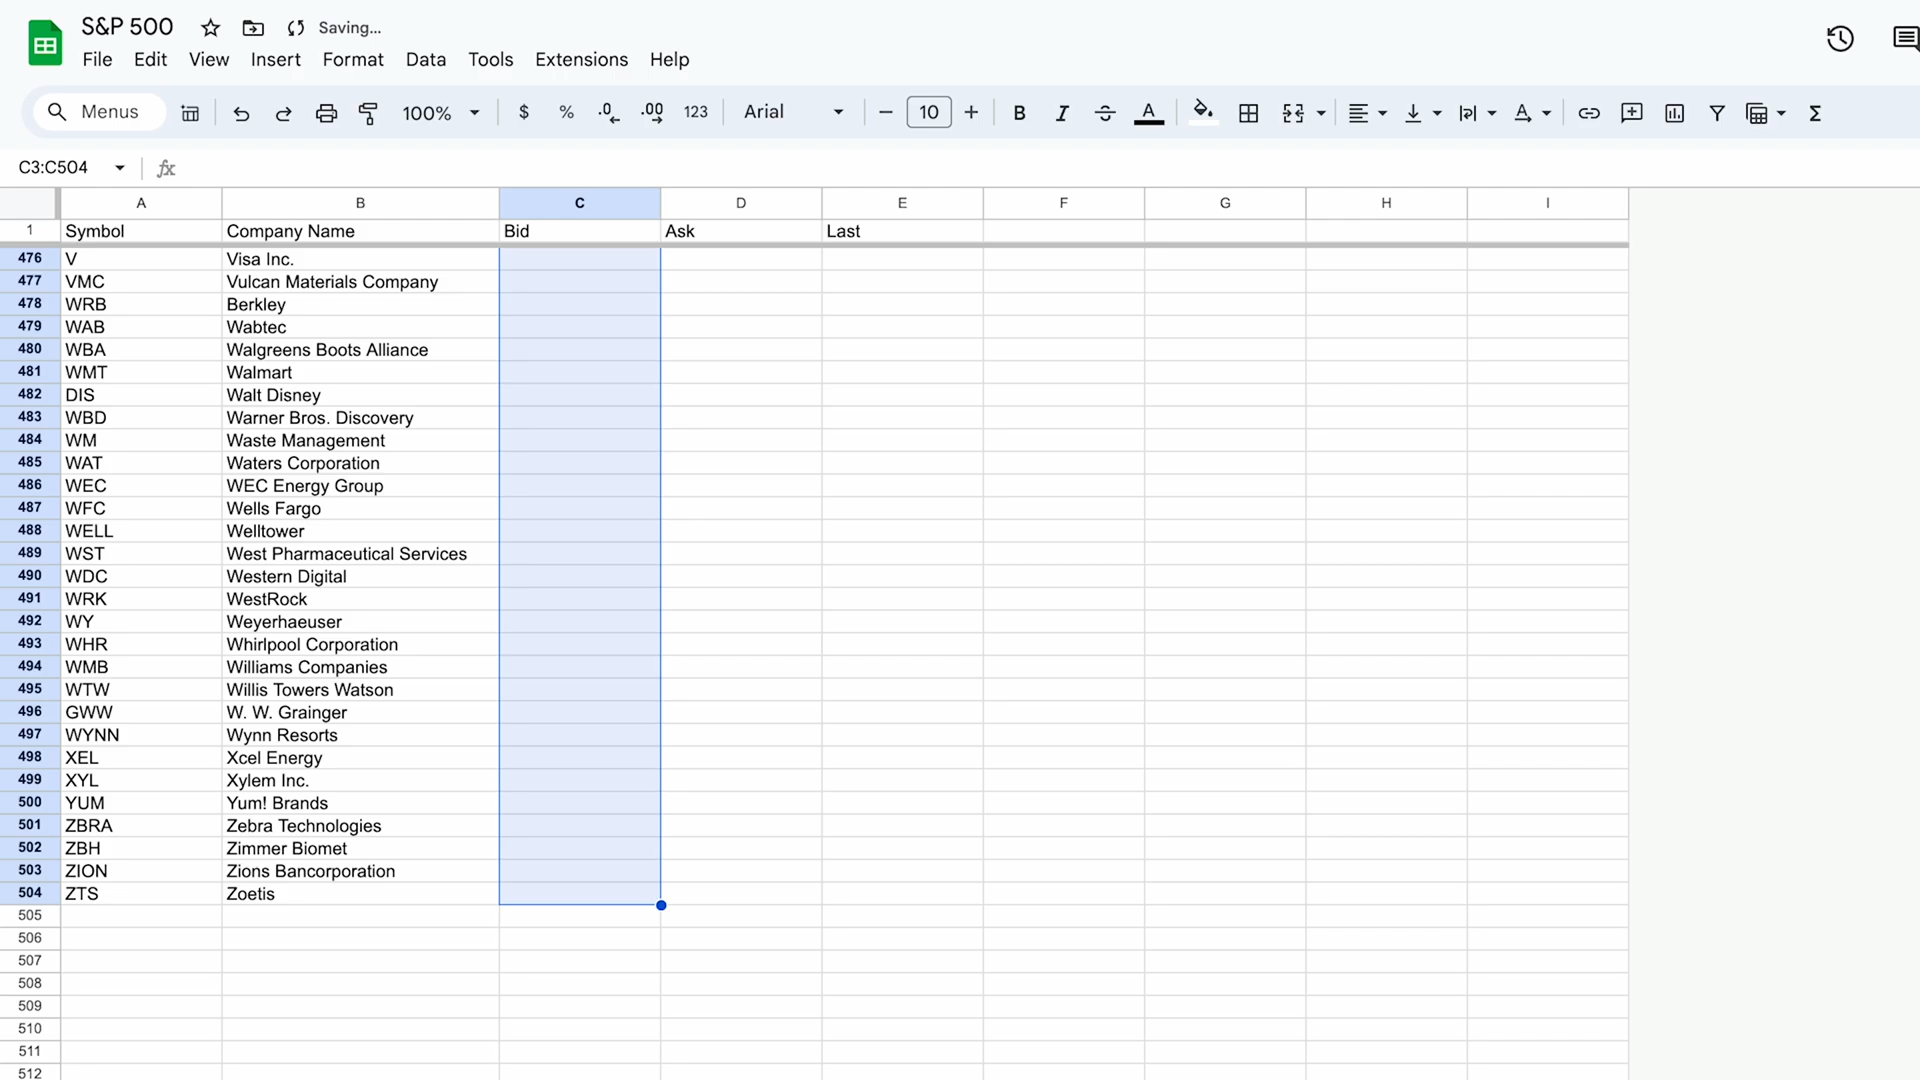 S&P 500 Saving...
File Edit View Insert Format Data Tools Extensions Help
Menus 100% $ % .0 .00 123 Arial 10 B I A A Σ
C3:C504 fx
A B C D E F G H I
1 Symbol Company Name Bid Ask Last
476 V Visa Inc.
477 VMC Vulcan Materials Company
478 WRB Berkley
479 WAB Wabtec
480 WBA Walgreens Boots Alliance
481 WMT Walmart
482 DIS Walt Disney
483 WBD Warner Bros. Discovery
484 WM Waste Management
485 WAT Waters Corporation
486 WEC WEC Energy Group
487 WFC Wells Fargo
488 WELL Welltower
489 WST West Pharmaceutical Services
490 WDC Western Digital
491 WRK WestRock
492 WY Weyerhaeuser
493 WHR Whirlpool Corporation
494 WMB Williams Companies
495 WTW Willis Towers Watson
496 GWW W. W. Grainger
497 WYNN Wynn Resorts
498 XEL Xcel Energy
499 XYL Xylem Inc.
500 YUM Yum! Brands
501 ZBRA Zebra Technologies
502 ZBH Zimmer Biomet
503 ZION Zions Bancorporation
504 ZTS Zoetis
505
506
507
508
509
510
511
512